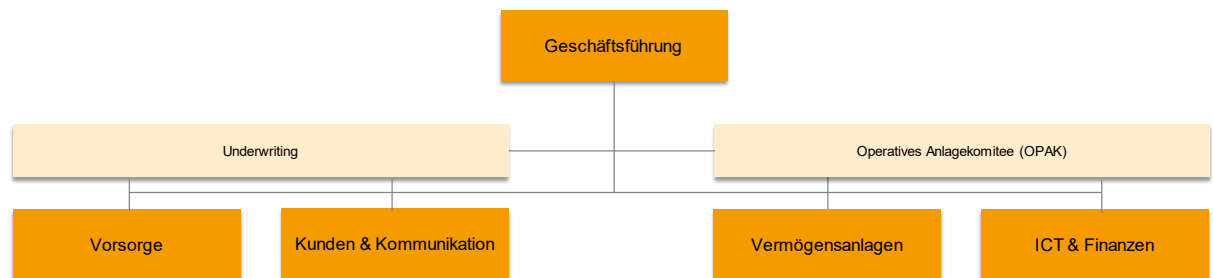 Geschäftsführung
Underwriting
Operatives Anlagekomitee (OPAK)
Vorsorge
Kunden & Kommunikation
Vermögensanlagen
ICT & Finanzen